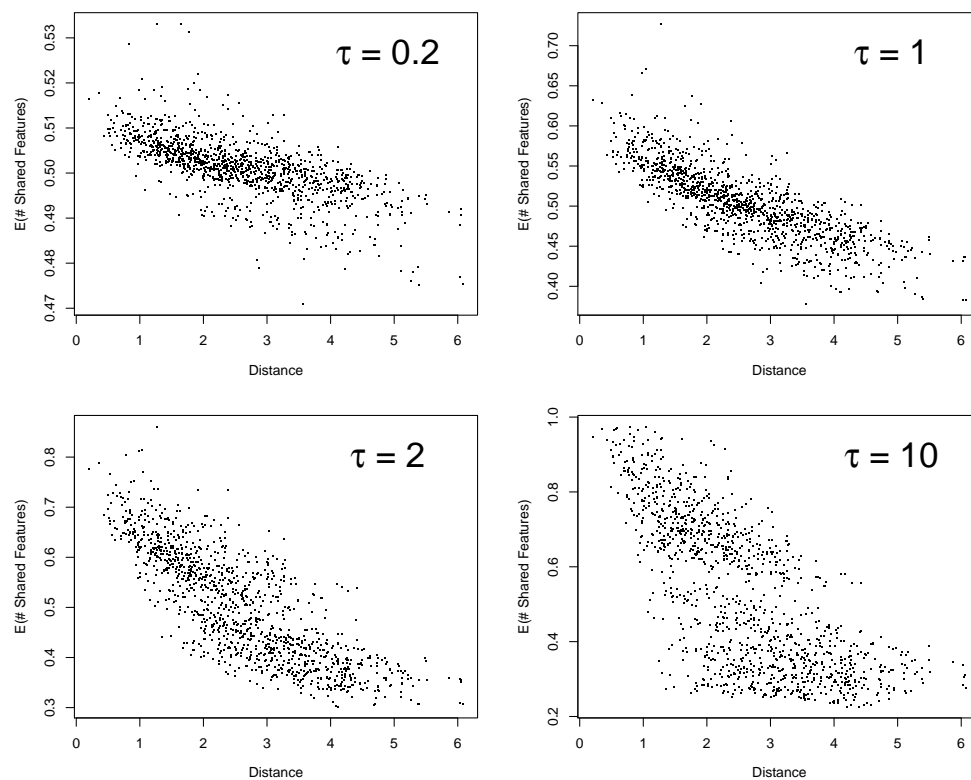 τ = 0.2
E(# Shared Features)
0.53
0.52
0.51
0.50
0.49
0.48
0.47
0 1 2 3 4 5 6
Distance
τ = 1
E(# Shared Features)
0.70
0.65
0.60
0.55
0.50
0.45
0.40
0 1 2 3 4 5 6
Distance
τ = 2
E(# Shared Features)
0.8
0.7
0.6
0.5
0.4
0.3
0 1 2 3 4 5 6
Distance
τ = 10
E(# Shared Features)
1.0
0.8
0.6
0.4
0.2
0 1 2 3 4 5 6
Distance